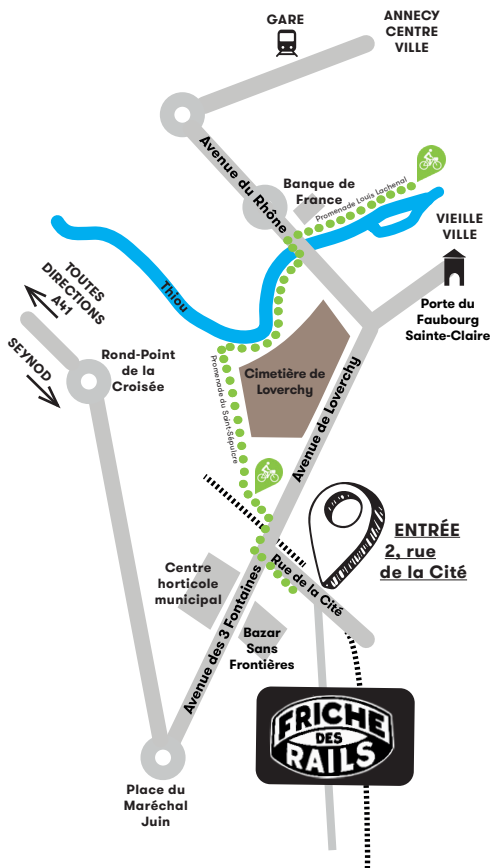 GARE
ANNECY
CENTRE
VILLE
Avenue du Rhône
Banque de
France
Promenade Louis Lachenal
VIEILLE
VILLE
Thiou
TOUTES
DIRECTIONS
A41
SEYNOD
Porte du
Faubourg
Sainte-Claire
Rond-Point
de la
Croisée
Promenade du Saint-Sépulcre
Cimetière de
Loverchy
Avenue de Loverchy
ENTRÉE
2, rue
de la Cité
Rue de la Cité
Centre
horticole
municipal
Avenue des 3 Fontaines
Bazar
Sans
Frontières
FRICHE
DES
RAILS
Place du
Maréchal
Juin